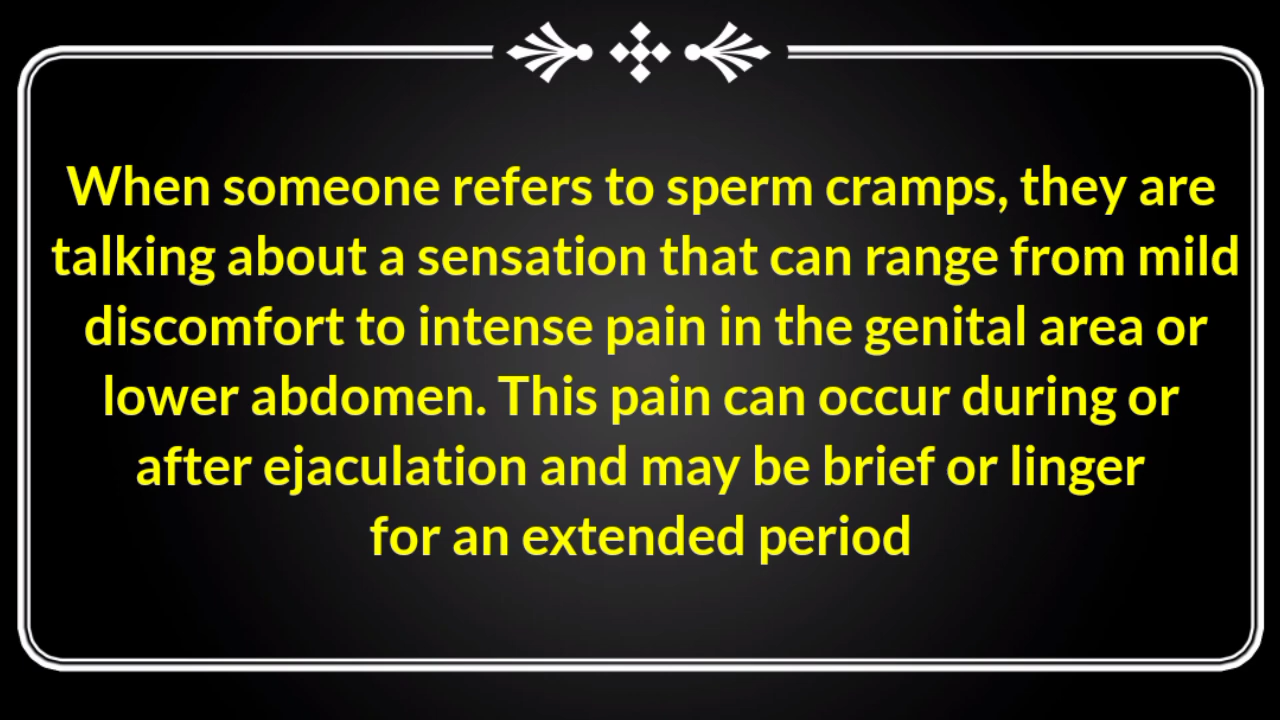 When someone refers to sperm cramps, they are
talking about a sensation that can range from mild
discomfort to intense pain in the genital area or
lower abdomen. This pain can occur during or
after ejaculation and may be brief or linger
for an extended period